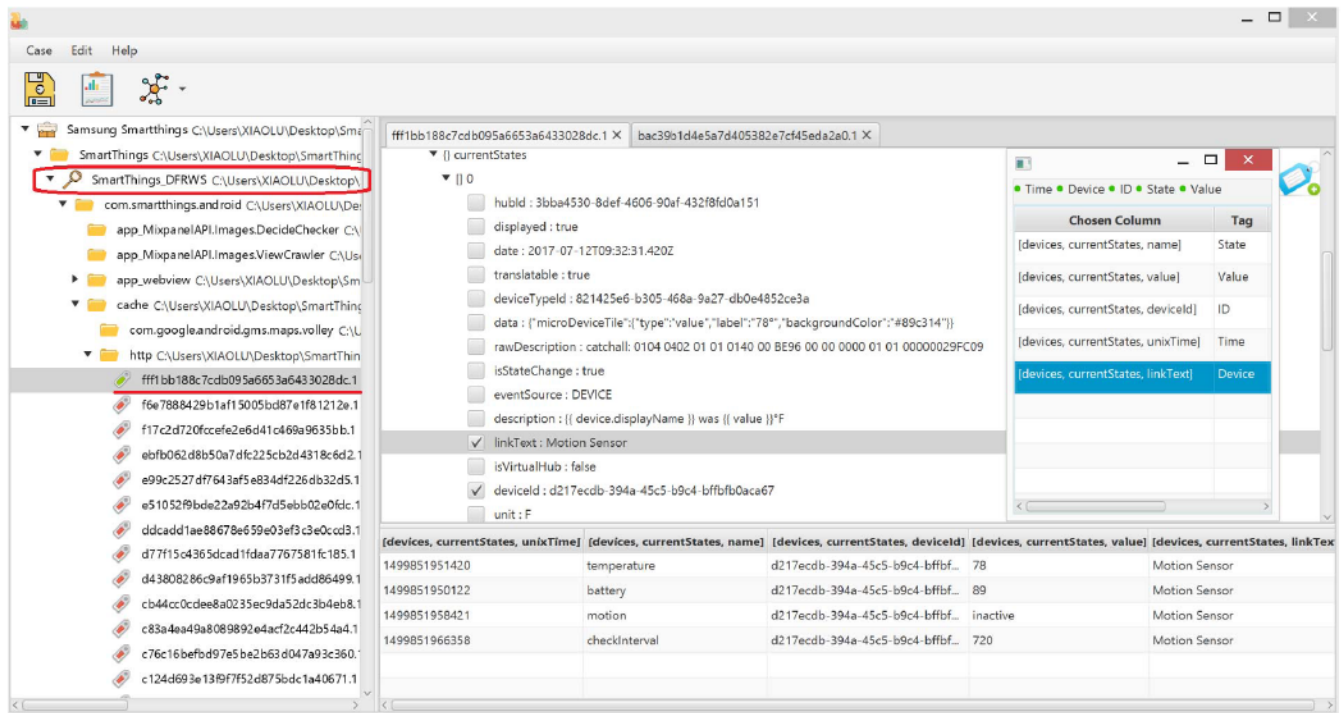 Case Edit Help
Samsung Smartthings C:\Users\XIAOLU\Desktop\Sma
SmartThings C:\Users\XIAOLU\Desktop\SmartThing
SmartThings_DFRWS C:\Users\XIAOLU\Desktop\
com.smartthings.android C:\Users\XIAOLU\De
app_MixpanelAPI.Images.DecideChecker C:\
app_MixpanelAPI.Images.ViewCrawler C:\Us
app_webview C:\Users\XIAOLU\Desktop\Sm
cache C:\Users\XIAOLU\Desktop\SmartThing
com.google.android.gms.maps.volley C:\U
http C:\Users\XIAOLU\Desktop\SmartThin
fff1bb188c7cdb095a6653a6433028dc.1
f6e7888429b1af15005bd87e1f81212e.1
f17c2d720fccefe2e6d41c469a9635bb.1
ebfb062d8b50a7dfc225cb2d4318c6d2.1
e99c2527df7643af5e834df226db32d5.1
e51052f9bde22a92b4f7d5ebb02e0fdc.1
ddcadd1ae88678e659e03ef3c3e0ccd3.1
d77f15c4365dcad1fdaa7767581fc185.1
d43808286c9af1965b3731f5add86499.1
cb44cc0cdee8a0235ec9da52dc3b4eb8.1
c83a4ea49a8089892e4acf2c442b54a4.1
c76c16befbd97e5be2b63d047a93c360.
c124d693e13f9f7f52d875bdc1a40671.1
fff1bb188c7cdb095a6653a6433028dc.1 X bac39b1d4e5a7d405382e7cf45eda2a0.1 X
{} currentStates
[] 0
hubId : 3bba4530-8def-4606-90af-432f8fd0a151
displayed : true
date : 2017-07-12T09:32:31.420Z
translatable : true
deviceTypeId : 821425e6-b305-468a-9a27-db0e4852ce3a
data : {"microDeviceTile":{"type":"value","label":"78°","backgroundColor":"#89c314"}}
rawDescription : catchall: 0104 0402 01 01 0140 00 BE96 00 00 0000 01 01 00000029FC09
isStateChange : true
eventSource : DEVICE
description : {{ device.displayName }} was {{ value }}°F
linkText : Motion Sensor
isVirtualHub : false
deviceId : d217ecdb-394a-45c5-b9c4-bffbfb0aca67
unit : F
Time Device ID State Value
Chosen Column Tag
[devices, currentStates, name] State
[devices, currentStates, value] Value
[devices, currentStates, deviceId] ID
[devices, currentStates, unixTime] Time
[devices, currentStates, linkText] Device
[devices, currentStates, unixTime] [devices, currentStates, name] [devices, currentStates, deviceId] [devices, currentStates, value] [devices, currentStates, linkTex
1499851951420 temperature d217ecdb-394a-45c5-b9c4-bffbf... 78 Motion Sensor
1499851950122 battery d217ecdb-394a-45c5-b9c4-bffbf... 89 Motion Sensor
1499851958421 motion d217ecdb-394a-45c5-b9c4-bffbf... inactive Motion Sensor
1499851966358 checkInterval d217ecdb-394a-45c5-b9c4-bffbf... 720 Motion Sensor